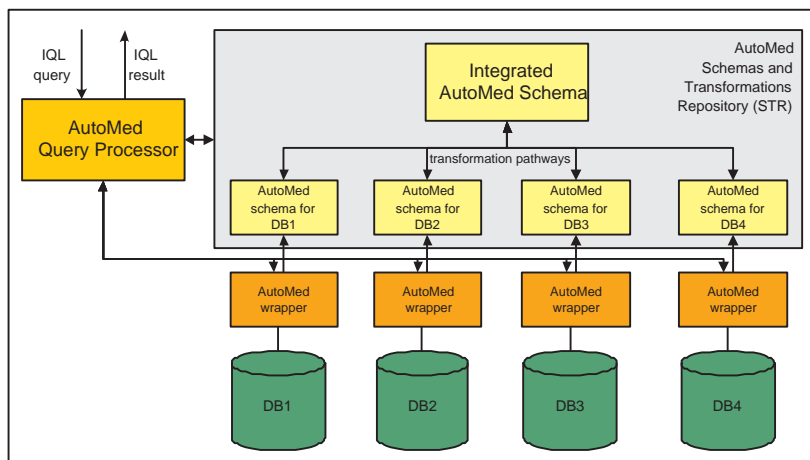 IQL
query
IQL
result
AutoMed
Query Processor
Integrated
AutoMed Schema
AutoMed
Schemas and
Transformations
Repository (STR)
transformation pathways
AutoMed
schema for
DB1
AutoMed
schema for
DB2
AutoMed
schema for
DB3
AutoMed
schema for
DB4
AutoMed
wrapper
AutoMed
wrapper
AutoMed
wrapper
AutoMed
wrapper
DB1
DB2
DB3
DB4